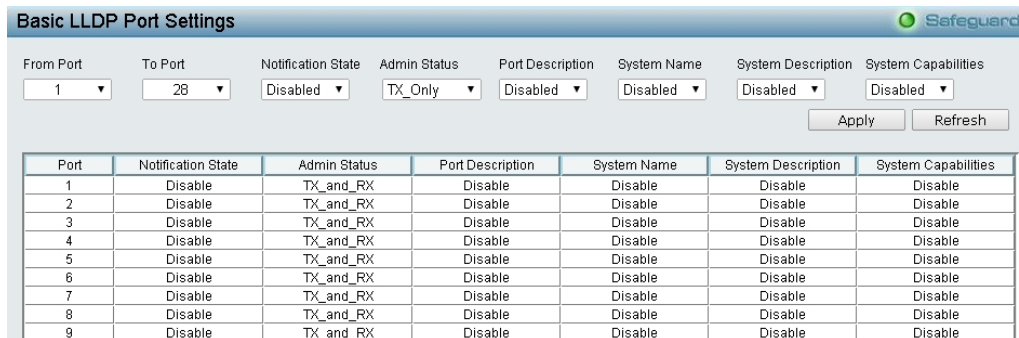 Basic LLDP Port Settings Safeguard
From Port To Port Notification State Admin Status Port Description System Name System Description System Capabilities
1 28 Disabled TX_Only Disabled Disabled Disabled Disabled
Apply Refresh
Port Notification State Admin Status Port Description System Name System Description System Capabilities
1 Disable TX_and_RX Disable Disable Disable Disable
2 Disable TX_and_RX Disable Disable Disable Disable
3 Disable TX_and_RX Disable Disable Disable Disable
4 Disable TX_and_RX Disable Disable Disable Disable
5 Disable TX_and_RX Disable Disable Disable Disable
6 Disable TX_and_RX Disable Disable Disable Disable
7 Disable TX_and_RX Disable Disable Disable Disable
8 Disable TX_and_RX Disable Disable Disable Disable
9 Disable TX_and_RX Disable Disable Disable Disable